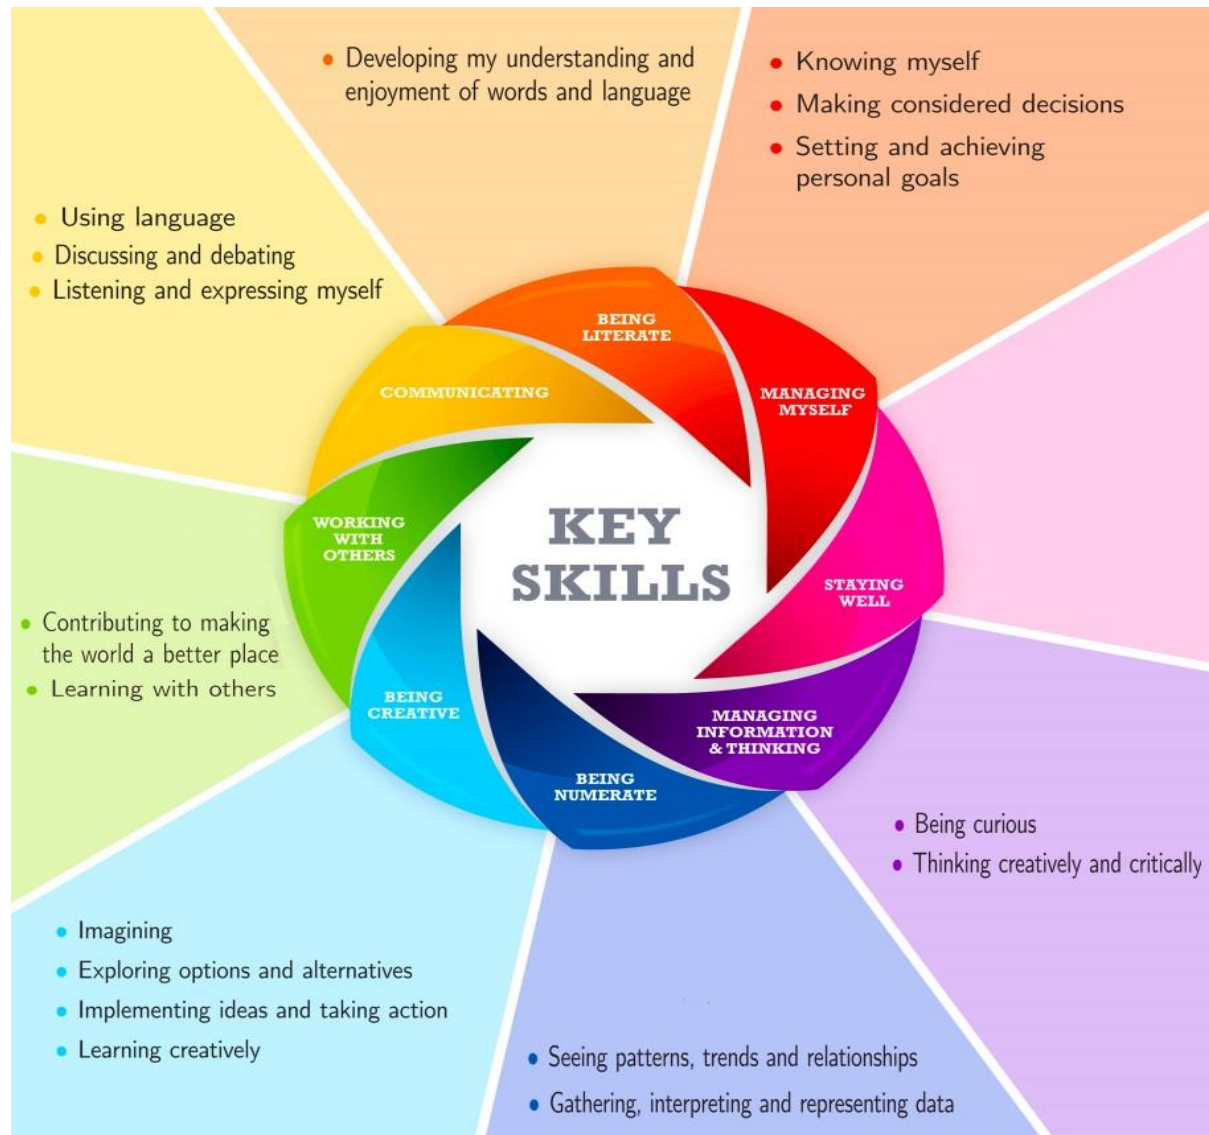 Developing my understanding and
enjoyment of words and language
Knowing myself
Making considered decisions
Setting and achieving
personal goals
Using language
Discussing and debating
Listening and expressing myself
BEING
LITERATE
MANAGING
MYSELF
COMMUNICATING
WORKING
WITH
OTHERS
KEY
SKILLS
STAYING
WELL
Contributing to making
the world a better place
Learning with others
BEING
CREATIVE
MANAGING
INFORMATION
& THINKING
BEING
NUMERATE
Being curious
Thinking creatively and critically
Imagining
Exploring options and alternatives
Implementing ideas and taking action
Learning creatively
Seeing patterns, trends and relationships
Gathering, interpreting and representing data